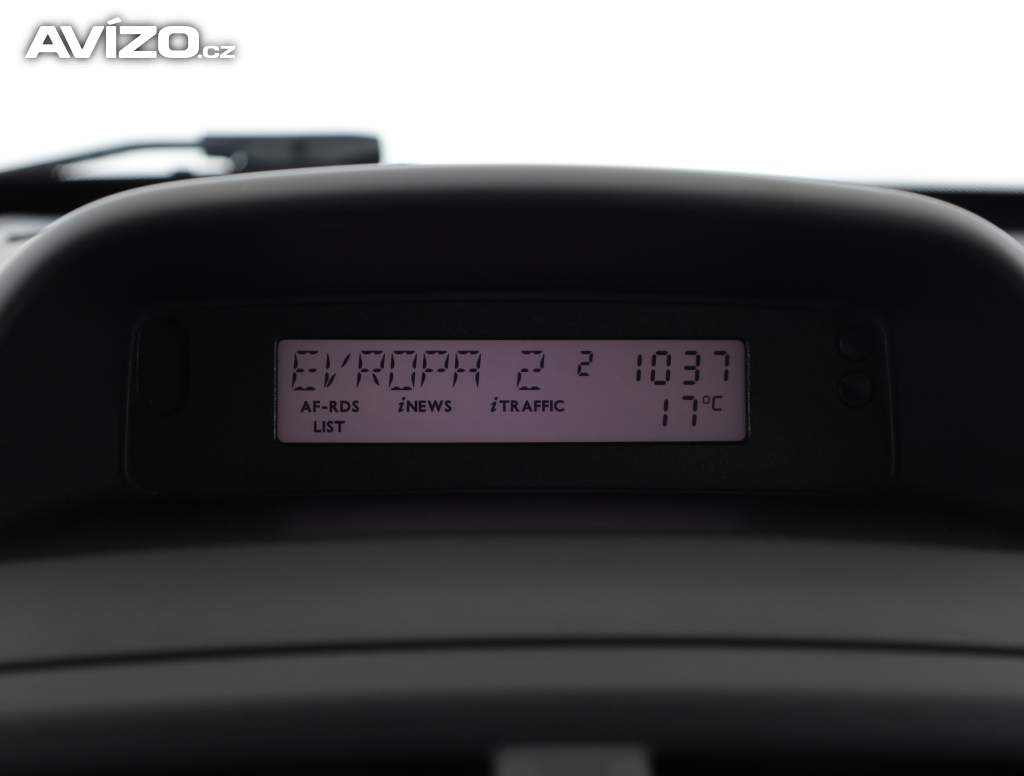 AVÍZO.cz
EVROPA 2 2 1037
AF-RDS iNEWS iTRAFFIC 17°C
LIST